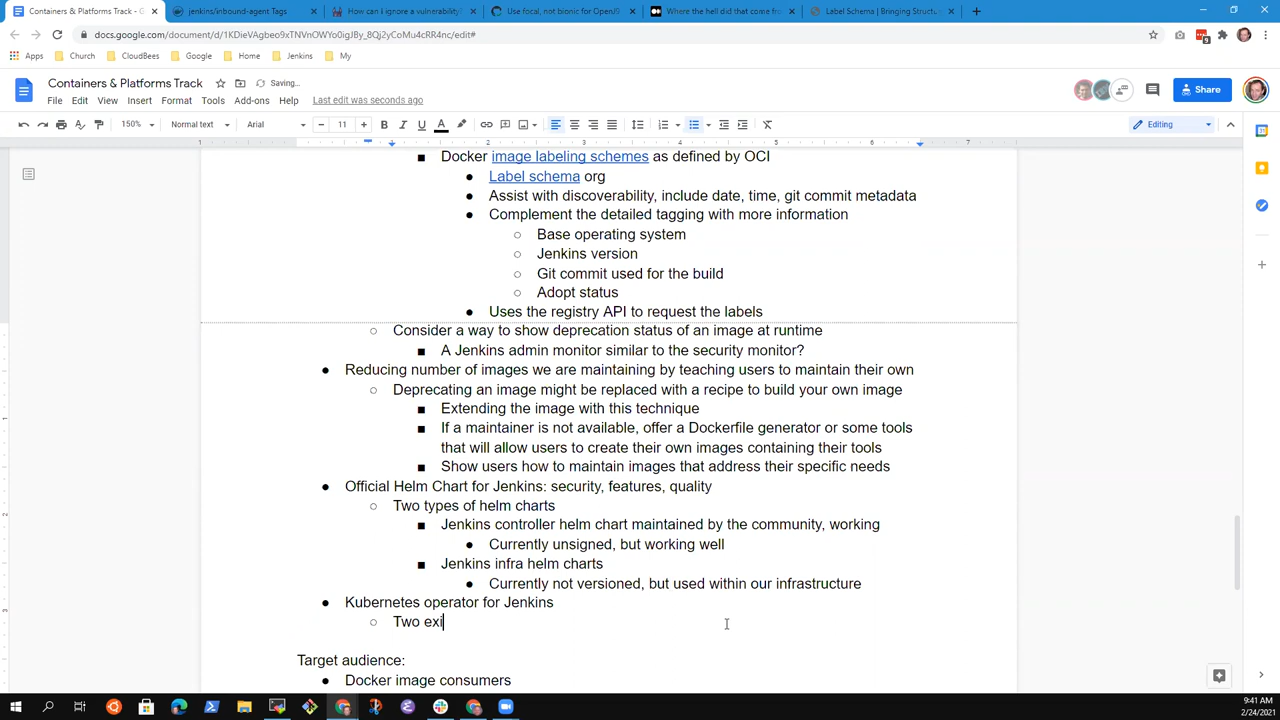 Containers & Platforms Track - G
jenkins/inbound-agent Tags
How can i ignore a vulnerability?
Use focal, not bionic for OpenJ
Where the hell did that come fro
Label Schema | Bringing Structu
docs.google.com/document/d/1KDieVAgbeo9xTNVnOWYo0igJBy_8Qj2yCoMu4cRR4nc/edit#
Apps Church CloudBees Google Home Jenkins My
Containers & Platforms Track Saving...
File Edit View Insert Format Tools Add-ons Help Last edit was seconds ago
Share
150% Normal text Arial 11 Editing
1 1 2 3 4 5 6 7
Docker image labeling schemes as defined by OCI
Label schema org
Assist with discoverability, include date, time, git commit metadata
Complement the detailed tagging with more information
Base operating system
Jenkins version
Git commit used for the build
Adopt status
Uses the registry API to request the labels
Consider a way to show deprecation status of an image at runtime
A Jenkins admin monitor similar to the security monitor?
Reducing number of images we are maintaining by teaching users to maintain their own
Deprecating an image might be replaced with a recipe to build your own image
Extending the image with this technique
If a maintainer is not available, offer a Dockerfile generator or some tools
that will allow users to create their own images containing their tools
Show users how to maintain images that address their specific needs
Official Helm Chart for Jenkins: security, features, quality
Two types of helm charts
Jenkins controller helm chart maintained by the community, working
Currently unsigned, but working well
Jenkins infra helm charts
Currently not versioned, but used within our infrastructure
Kubernetes operator for Jenkins
Two exi
Target audience:
Docker image consumers
9:41 AM
2/24/2021